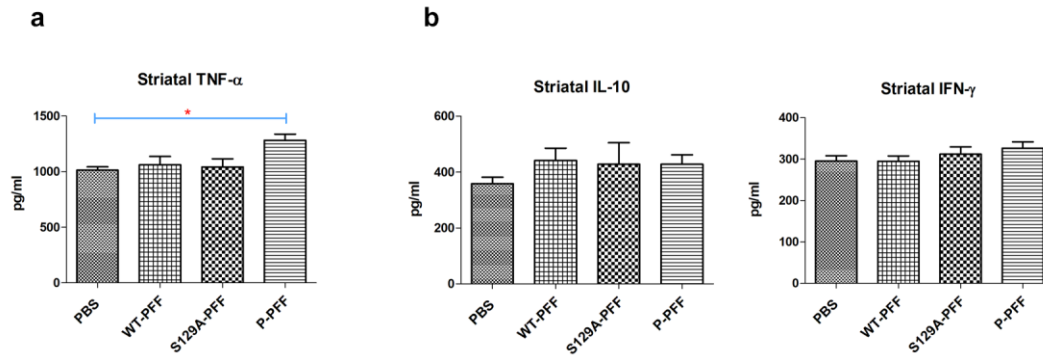 a
b
Striatal TNF-α
1500
1000
500
0
pg/ml
*
PBS
WT-PFF
S129A-PFF
P-PFF
Striatal IL-10
600
400
200
0
pg/ml
PBS
WT-PFF
S129A-PFF
P-PFF
Striatal IFN-γ
400
300
200
100
0
pg/ml
PBS
WT-PFF
S129A-PFF
P-PFF